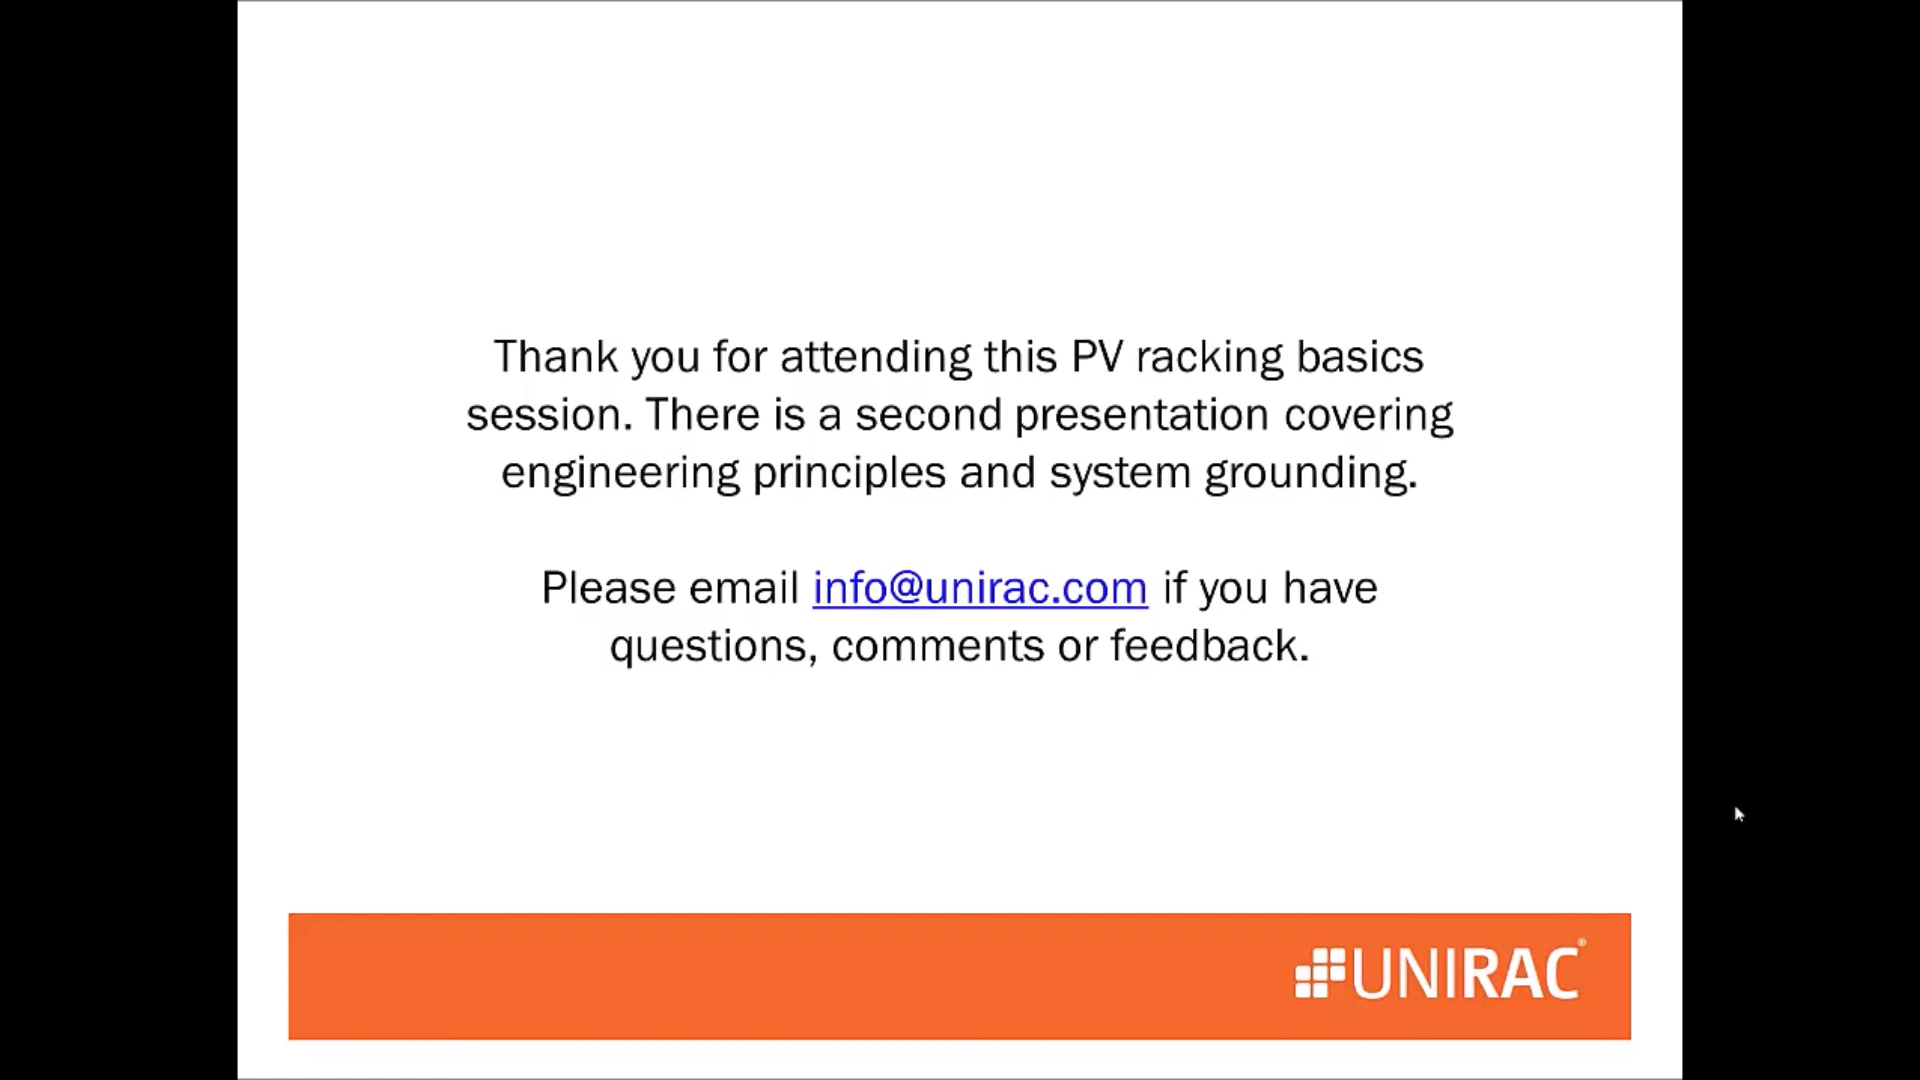 Thank you for attending this PV racking basics
session. There is a second presentation covering
engineering principles and system grounding.
Please email info@unirac.com if you have
questions, comments or feedback.
UNIRAC®